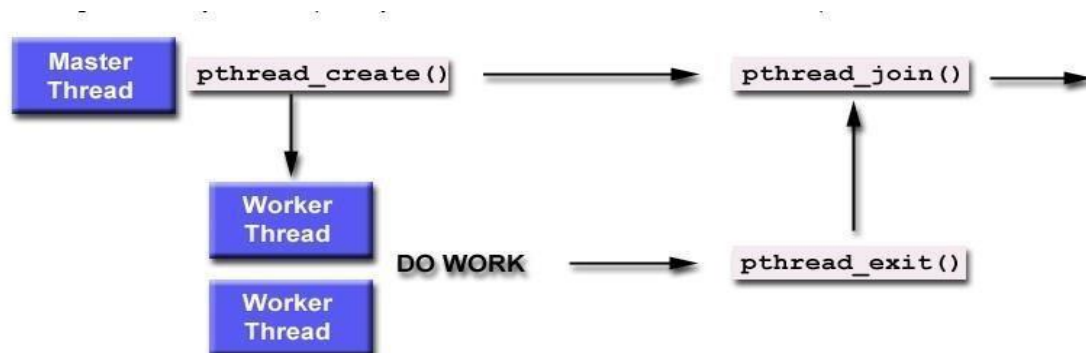 Master
Thread
pthread_create()
pthread_join()
Worker
Thread
DO WORK
pthread_exit()
Worker
Thread